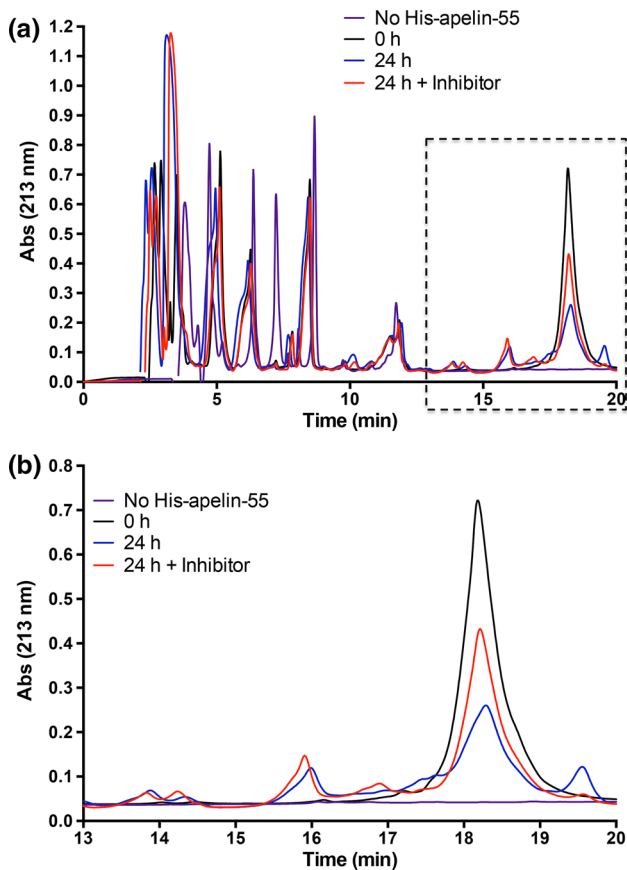 (a)
No His-apelin-55
0 h
24 h
24 h + Inhibitor
Abs (213 nm)
1.2
1.1
1.0
0.9
0.8
0.7
0.6
0.5
0.4
0.3
0.2
0.1
0.0
0 5 10 15 20
Time (min)
(b)
No His-apelin-55
0 h
24 h
24 h + Inhibitor
Abs (213 nm)
0.8
0.7
0.6
0.5
0.4
0.3
0.2
0.1
0.0
13 14 15 16 17 18 19 20
Time (min)